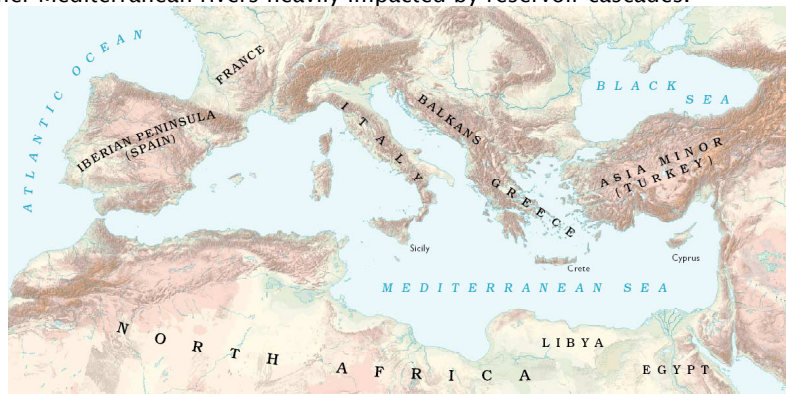 ner Mediterranean rivers heavily impacted by reservoir cascades.
ATLANTIC OCEAN
FRANCE
BLACK
SEA
IBERIAN PENINSULA
(SPAIN)
ITALY
BALKANS
ASIA MINOR
(TURKEY)
GREECE
Sicily
Crete
Cyprus
MEDITERRANEAN SEA
NORTH AFRICA
LIBYA
EGYPT